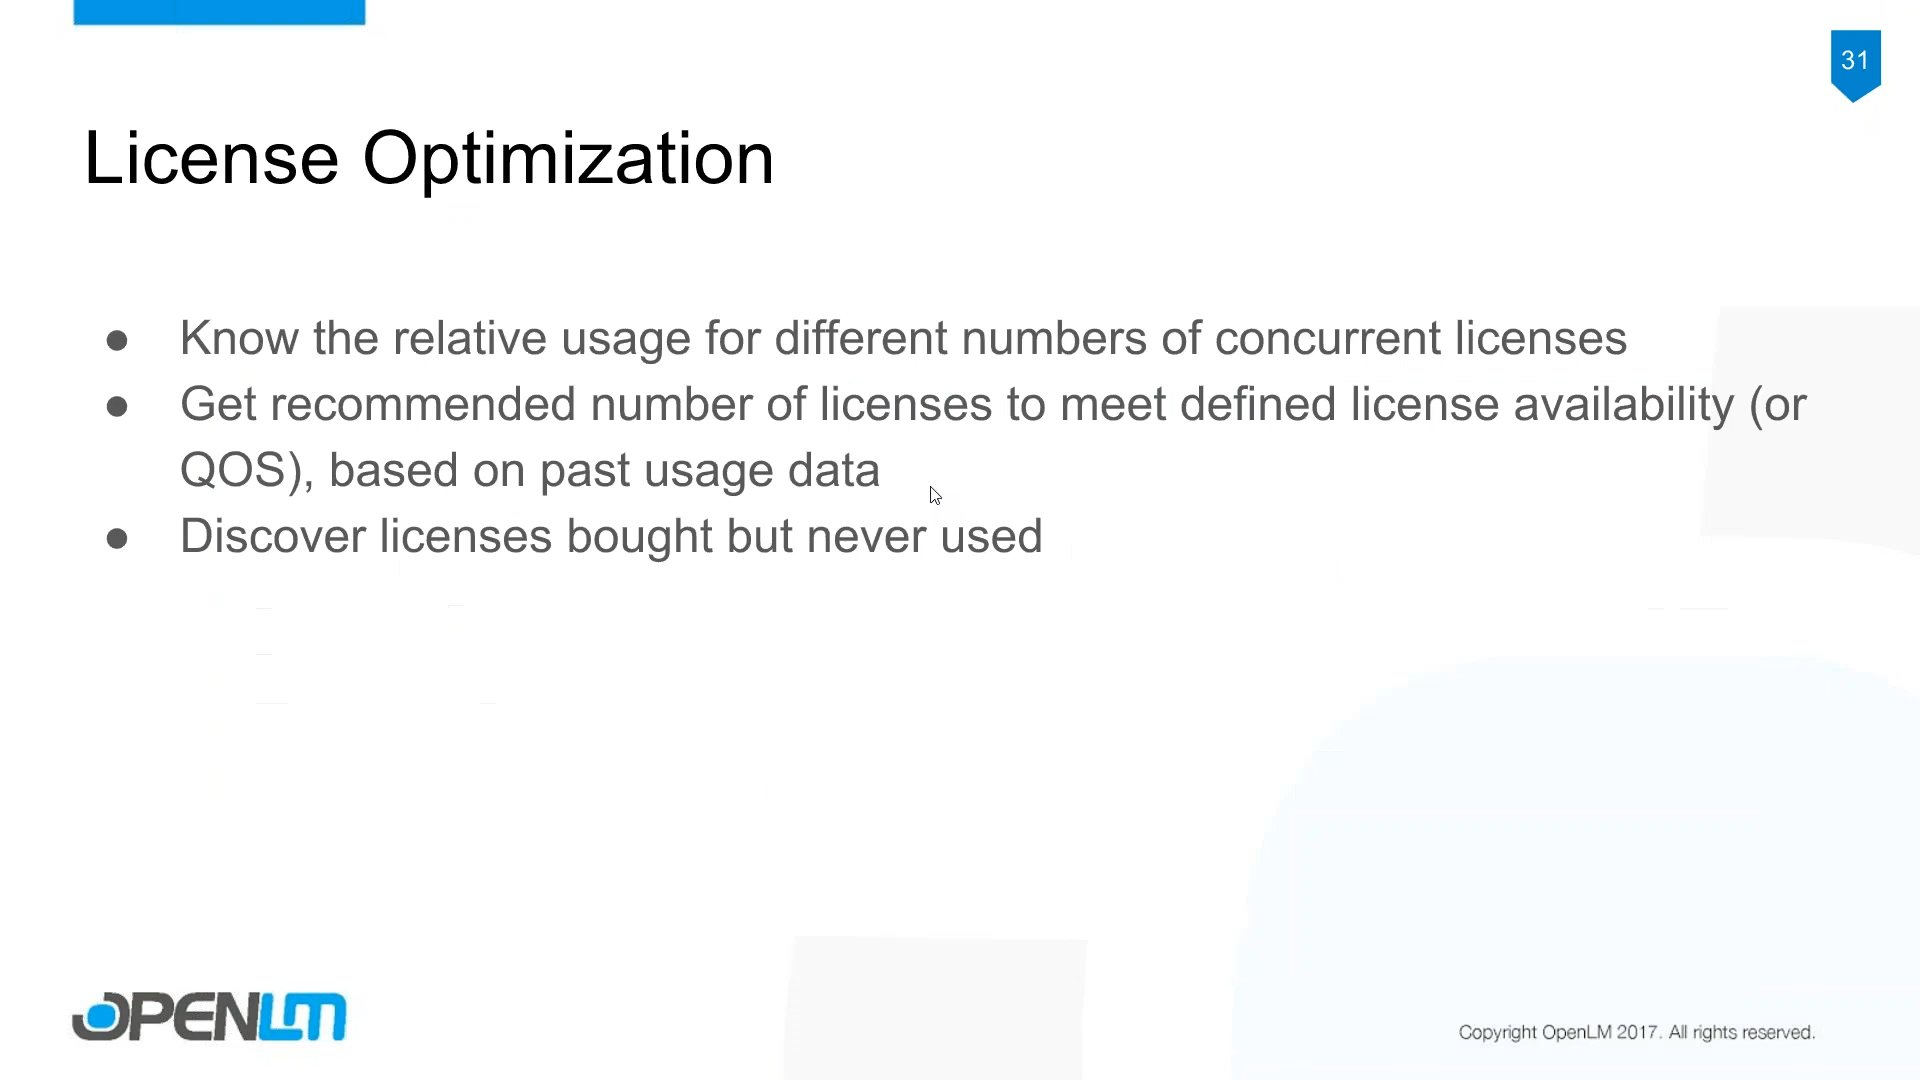 31
License Optimization
● Know the relative usage for different numbers of concurrent licenses
● Get recommended number of licenses to meet defined license availability (or
QOS), based on past usage data
● Discover licenses bought but never used
OPENLM
Copyright OpenLM 2017. All rights reserved.